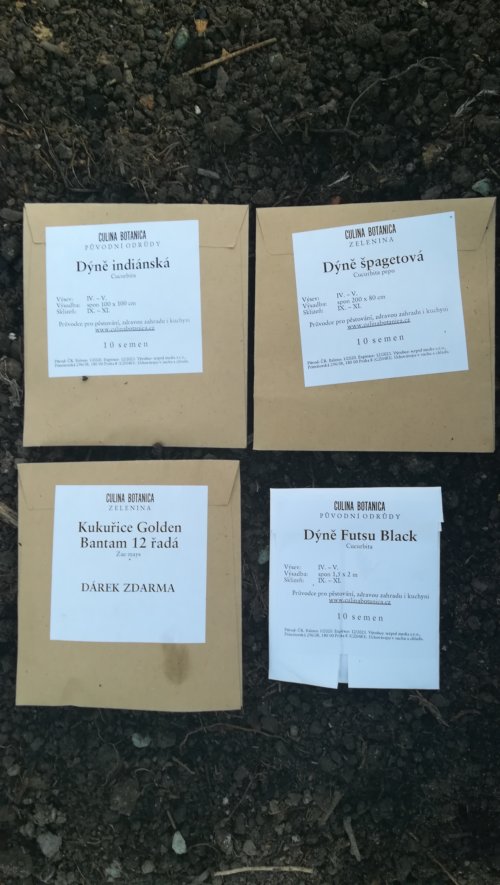 CULINA BOTANICA
PŮVODNÍ ODRŮDY
Dýně indiánská
Cucurbita
Výsev: IV. – V.
Výsadba: spon 100 x 100 cm
Sklizeň: IX. – XI.
Průvodce pro pěstování, zdravou zahradu i kuchyni
www.culinabotanica.cz
10 semen
CULINA BOTANICA
ZELENINA
Dýně špagetová
Cucurbita pepo
Výsev: IV. – V.
Výsadba: spon 200 x 80 cm
Sklizeň: IX. – XI.
Průvodce pro pěstování, zdravou zahradu i kuchyni
www.culinabotanica.cz
10 semen
CULINA BOTANICA
ZELENINA
Kukuřice Golden
Bantam 12 řadá
Zae mays
DÁREK ZDARMA
CULINA BOTANICA
PŮVODNÍ ODRŮDY
Dýně Futsu Black
Cucurbita
Výsev: IV. – V.
Výsadba: spon 1,5 x 2 m
Sklizeň: IX. – XI.
Průvodce pro pěstování, zdravou zahradu i kuchyni
www.culinabotanica.cz
10 semen